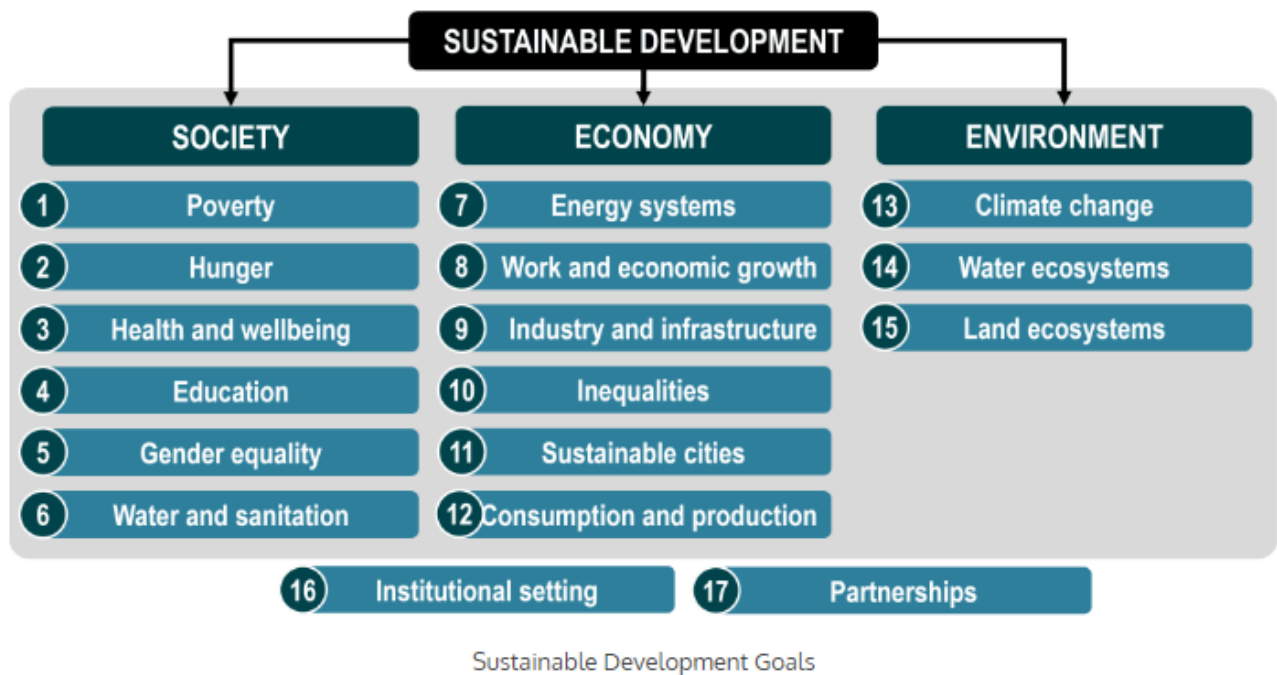 SUSTAINABLE DEVELOPMENT
SOCIETY
1 Poverty
2 Hunger
3 Health and wellbeing
4 Education
5 Gender equality
6 Water and sanitation
ECONOMY
7 Energy systems
8 Work and economic growth
9 Industry and infrastructure
10 Inequalities
11 Sustainable cities
12 Consumption and production
ENVIRONMENT
13 Climate change
14 Water ecosystems
15 Land ecosystems
16 Institutional setting
17 Partnerships
Sustainable Development Goals